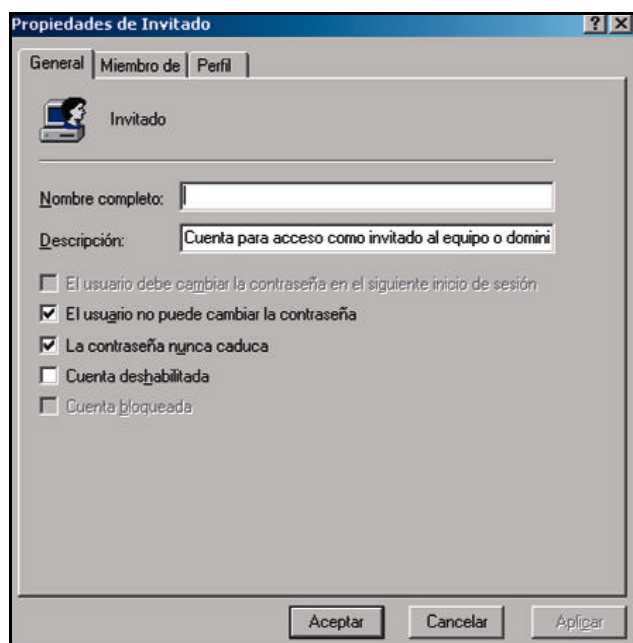 Propiedades de Invitado
General Miembro de Perfil
Invitado
Nombre completo:
Descripción: Cuenta para acceso como invitado al equipo o domini
El usuario debe cambiar la contraseña en el siguiente inicio de sesión
El usuario no puede cambiar la contraseña
La contraseña nunca caduca
Cuenta deshabilitada
Cuenta bloqueada
Aceptar Cancelar Aplicar